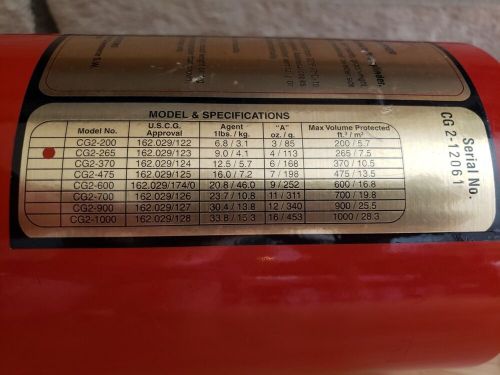 MODEL & SPECIFICATIONS
Model No. U.S.C.G. Approval Agent 1lbs. / kg. "A" oz. / g. Max Volume Protected ft.³ / m³
CG2-200 162.029/122 6.8 / 3.1 3 / 85 200 / 5.7
CG2-265 162.029/123 9.0 / 4.1 4 / 113 265 / 7.5
CG2-370 162.029/124 12.5 / 5.7 6 / 168 370 / 10.5
CG2-475 162.029/125 16.0 / 7.2 7 / 198 475 / 13.5
CG2-600 162.029/174/0 20.8 / 46.0 9 / 252 600 / 16.8
CG2-700 162.029/126 23.7 / 10.8 11 / 311 700 / 19.8
CG2-900 162.029/127 30.4 / 13.8 12 / 340 900 / 25.5
CG2-1000 162.029/128 33.8 / 15.3 16 / 453 1000 / 28.3
Serial No.
CG 2-12061